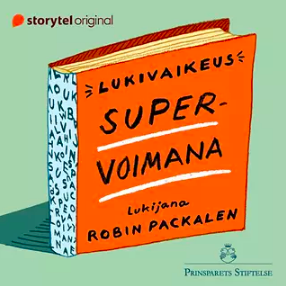 storytel original
LUKIVAIKEUS
SUPER-
VOIMANA
Lukijana
ROBIN PACKALEN
PRINSPARETS STIFTELSE